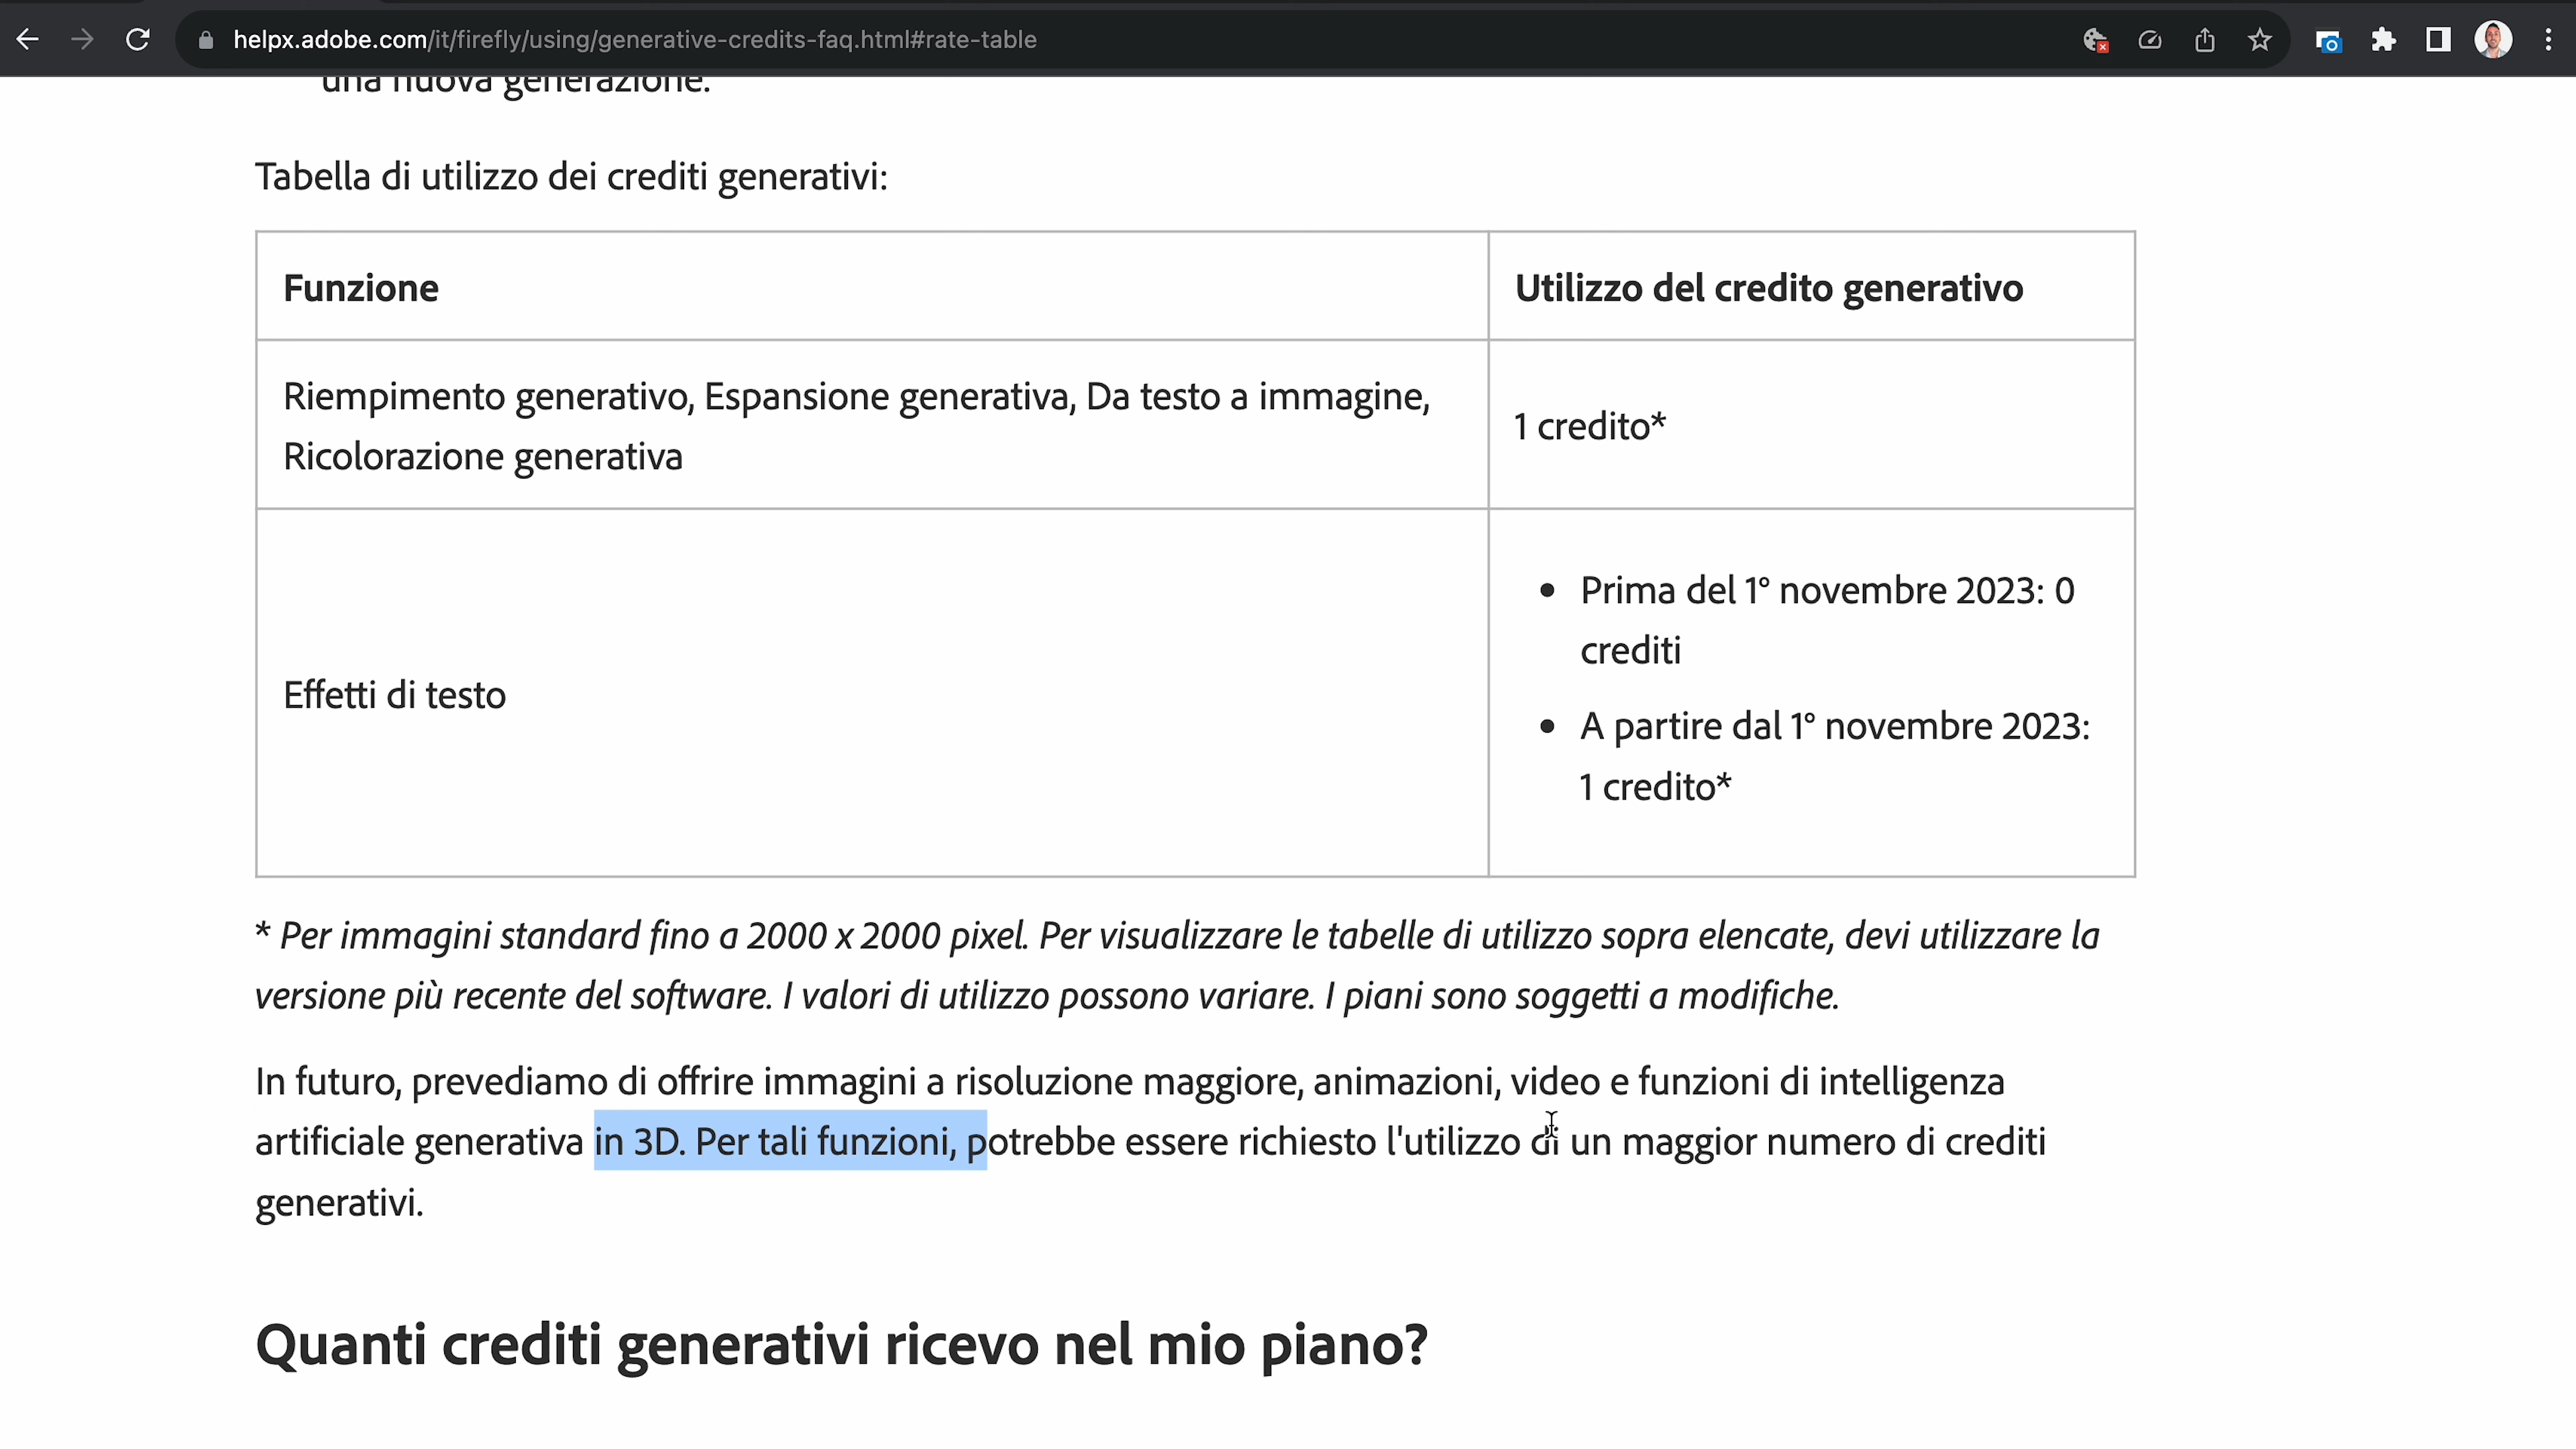 helpx.adobe.com/it/firefly/using/generative-credits-faq.html#rate-table
una nuova generazione.
Tabella di utilizzo dei crediti generativi:
Funzione
Utilizzo del credito generativo
Riempimento generativo, Espansione generativa, Da testo a immagine,
Ricolorazione generativa
1 credito*
Effetti di testo
• Prima del 1° novembre 2023: 0
crediti
• A partire dal 1° novembre 2023:
1 credito*
* Per immagini standard fino a 2000 x 2000 pixel. Per visualizzare le tabelle di utilizzo sopra elencate, devi utilizzare la
versione più recente del software. I valori di utilizzo possono variare. I piani sono soggetti a modifiche.
In futuro, prevediamo di offrire immagini a risoluzione maggiore, animazioni, video e funzioni di intelligenza
artificiale generativa in 3D. Per tali funzioni, potrebbe essere richiesto l'utilizzo di un maggior numero di crediti
generativi.
Quanti crediti generativi ricevo nel mio piano?